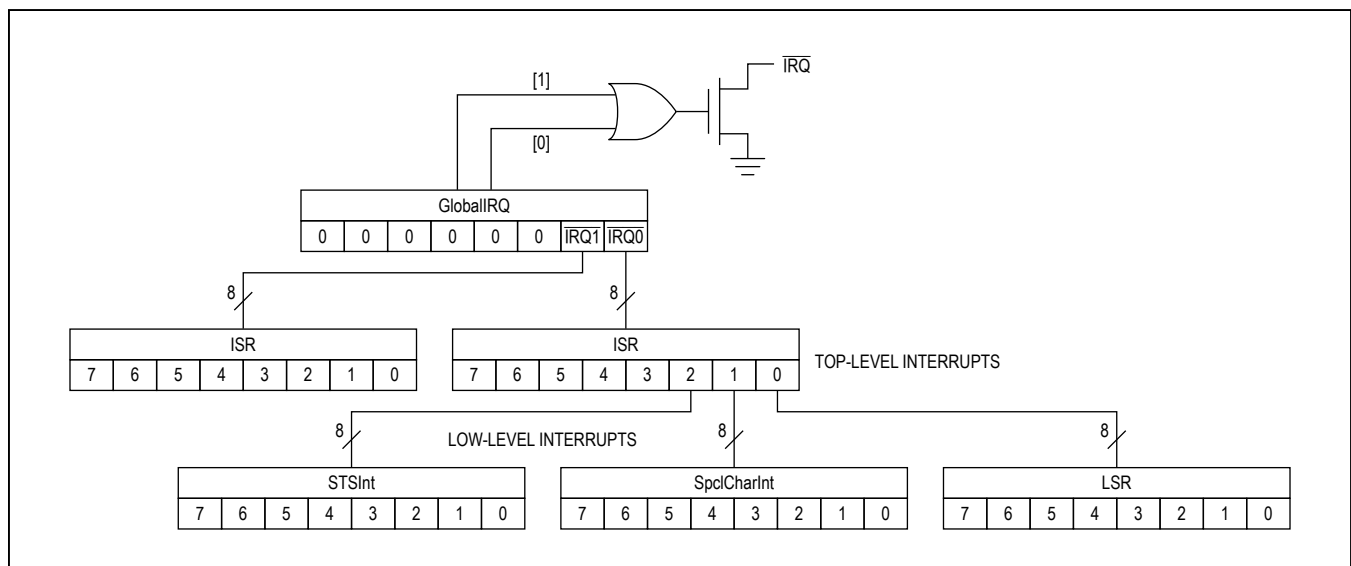 [1]
I̅R̅Q̅
[0]
GlobalIRQ
0 0 0 0 0 0 I̅R̅Q̅1̅ I̅R̅Q̅0̅
8 8
ISR ISR
7 6 5 4 3 2 1 0 7 6 5 4 3 2 1 0
TOP-LEVEL INTERRUPTS
8 LOW-LEVEL INTERRUPTS 8 8
STSInt SpclCharInt LSR
7 6 5 4 3 2 1 0 7 6 5 4 3 2 1 0 7 6 5 4 3 2 1 0